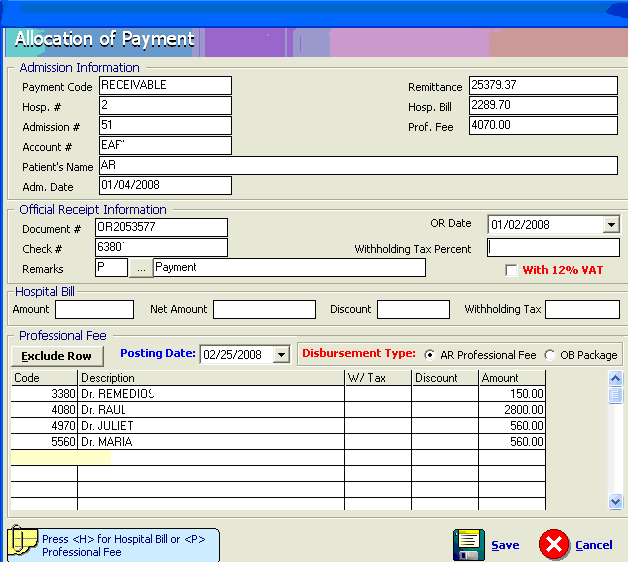 Allocation of Payment
Admission Information
Payment Code RECEIVABLE Remittance 25379.37
Hosp. # 2 Hosp. Bill 2289.70
Admission # 51 Prof. Fee 4070.00
Account #
Patient's Name AR
Adm. Date 01/04/2008
Official Receipt Information
Document # OR2053577 OR Date 01/02/2008
Check # 6380 Withholding Tax Percent
Remarks P ... Payment With 12% VAT
Hospital Bill
Amount Net Amount Discount Withholding Tax
Professional Fee
Exclude Row Posting Date: 02/25/2008 Disbursement Type: AR Professional Fee OB Package
Code Description W/ Tax Discount Amount
3380 Dr. REMEDIOS 150.00
4080 Dr. RAUL 2800.00
4970 Dr. JULIET 560.00
5560 Dr. MARIA 560.00
Press <H> for Hospital Bill or <P>
Professional Fee
Save Cancel